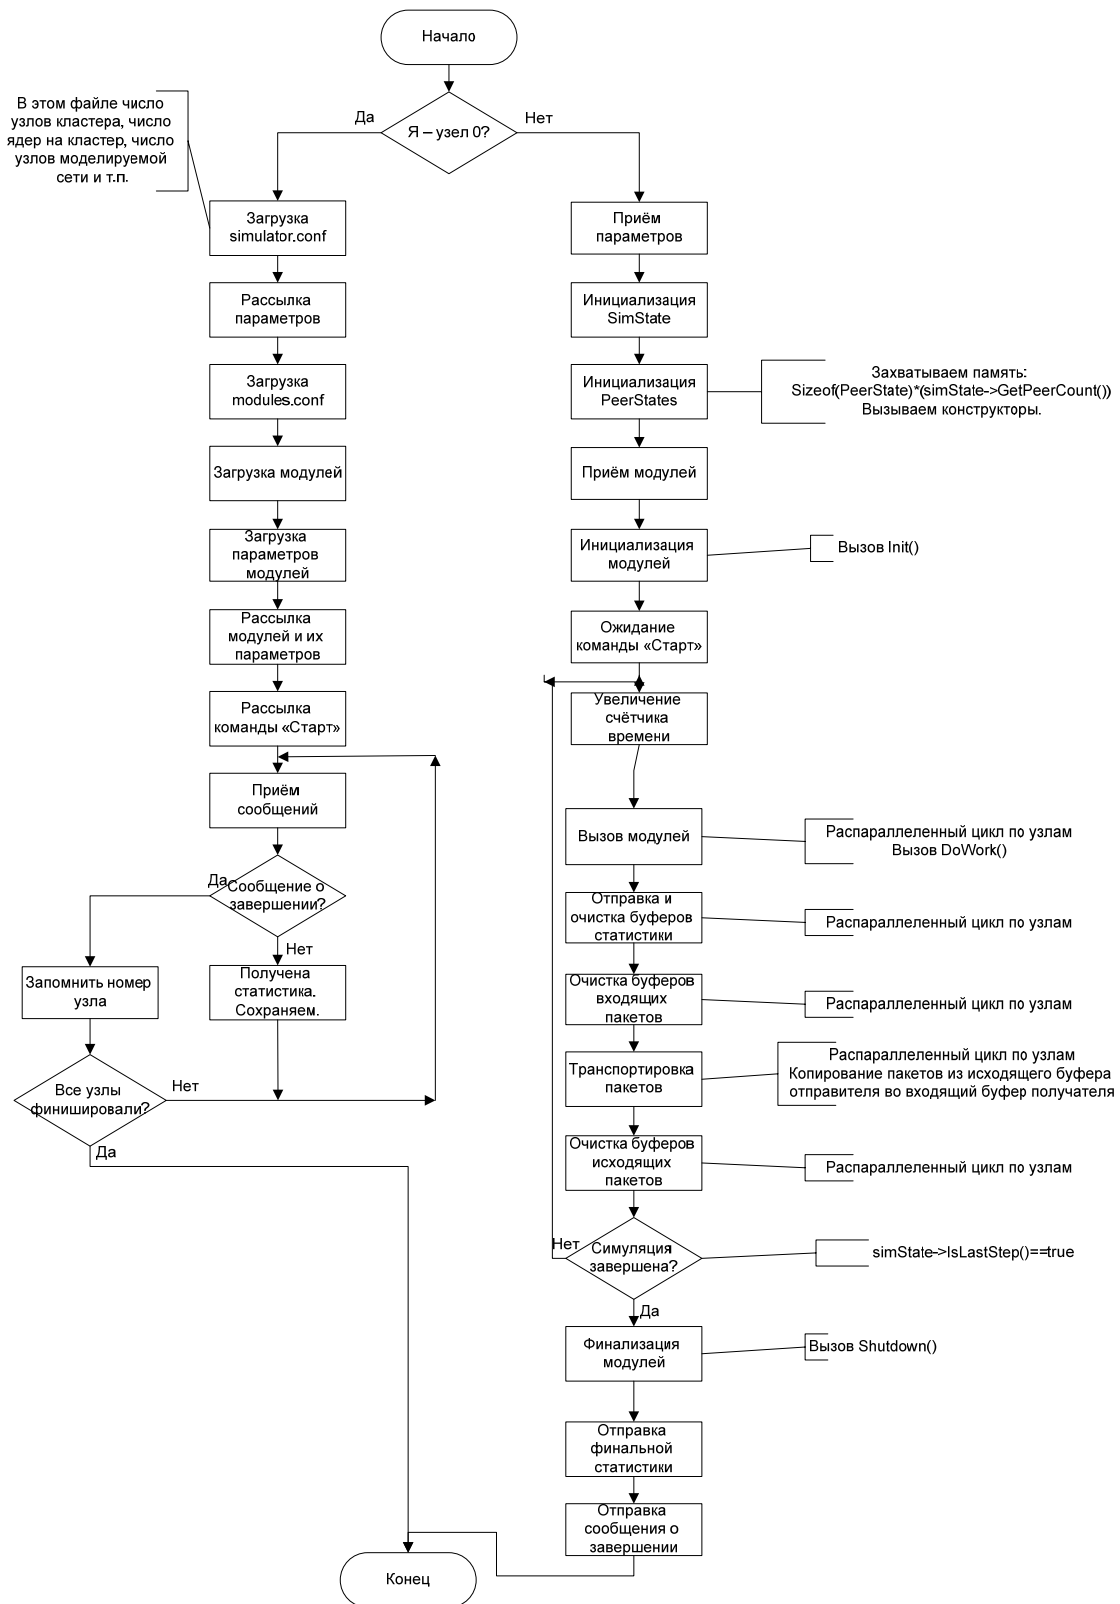 Начало
Я – узел 0?
Да
Нет
В этом файле число
узлов кластера, число
ядер на кластер, число
узлов моделируемой
сети и т.п.
Загрузка
simulator.conf
Рассылка
параметров
Загрузка
modules.conf
Загрузка модулей
Загрузка
параметров
модулей
Рассылка
модулей и их
параметров
Рассылка
команды «Старт»
Приём
сообщений
Сообщение о
завершении?
Да
Нет
Запомнить номер
узла
Получена
статистика.
Сохраняем.
Все узлы
финишировали?
Нет
Да
Приём
параметров
Инициализация
SimState
Инициализация
PeerStates
Захватываем память:
Sizeof(PeerState)*(simState->GetPeerCount())
Вызываем конструкторы.
Приём модулей
Инициализация
модулей
Вызов Init()
Ожидание
команды «Старт»
Увеличение
счётчика
времени
Вызов модулей
Распараллеленный цикл по узлам
Вызов DoWork()
Отправка и
очистка буферов
статистики
Распараллеленный цикл по узлам
Очистка буферов
входящих
пакетов
Распараллеленный цикл по узлам
Транспортировка
пакетов
Распараллеленный цикл по узлам
Копирование пакетов из исходящего буфера
отправителя во входящий буфер получателя
Очистка буферов
исходящих
пакетов
Распараллеленный цикл по узлам
Симуляция
завершена?
Нет
Да
simState->IsLastStep()==true
Финализация
модулей
Вызов Shutdown()
Отправка
финальной
статистики
Отправка
сообщения о
завершении
Конец